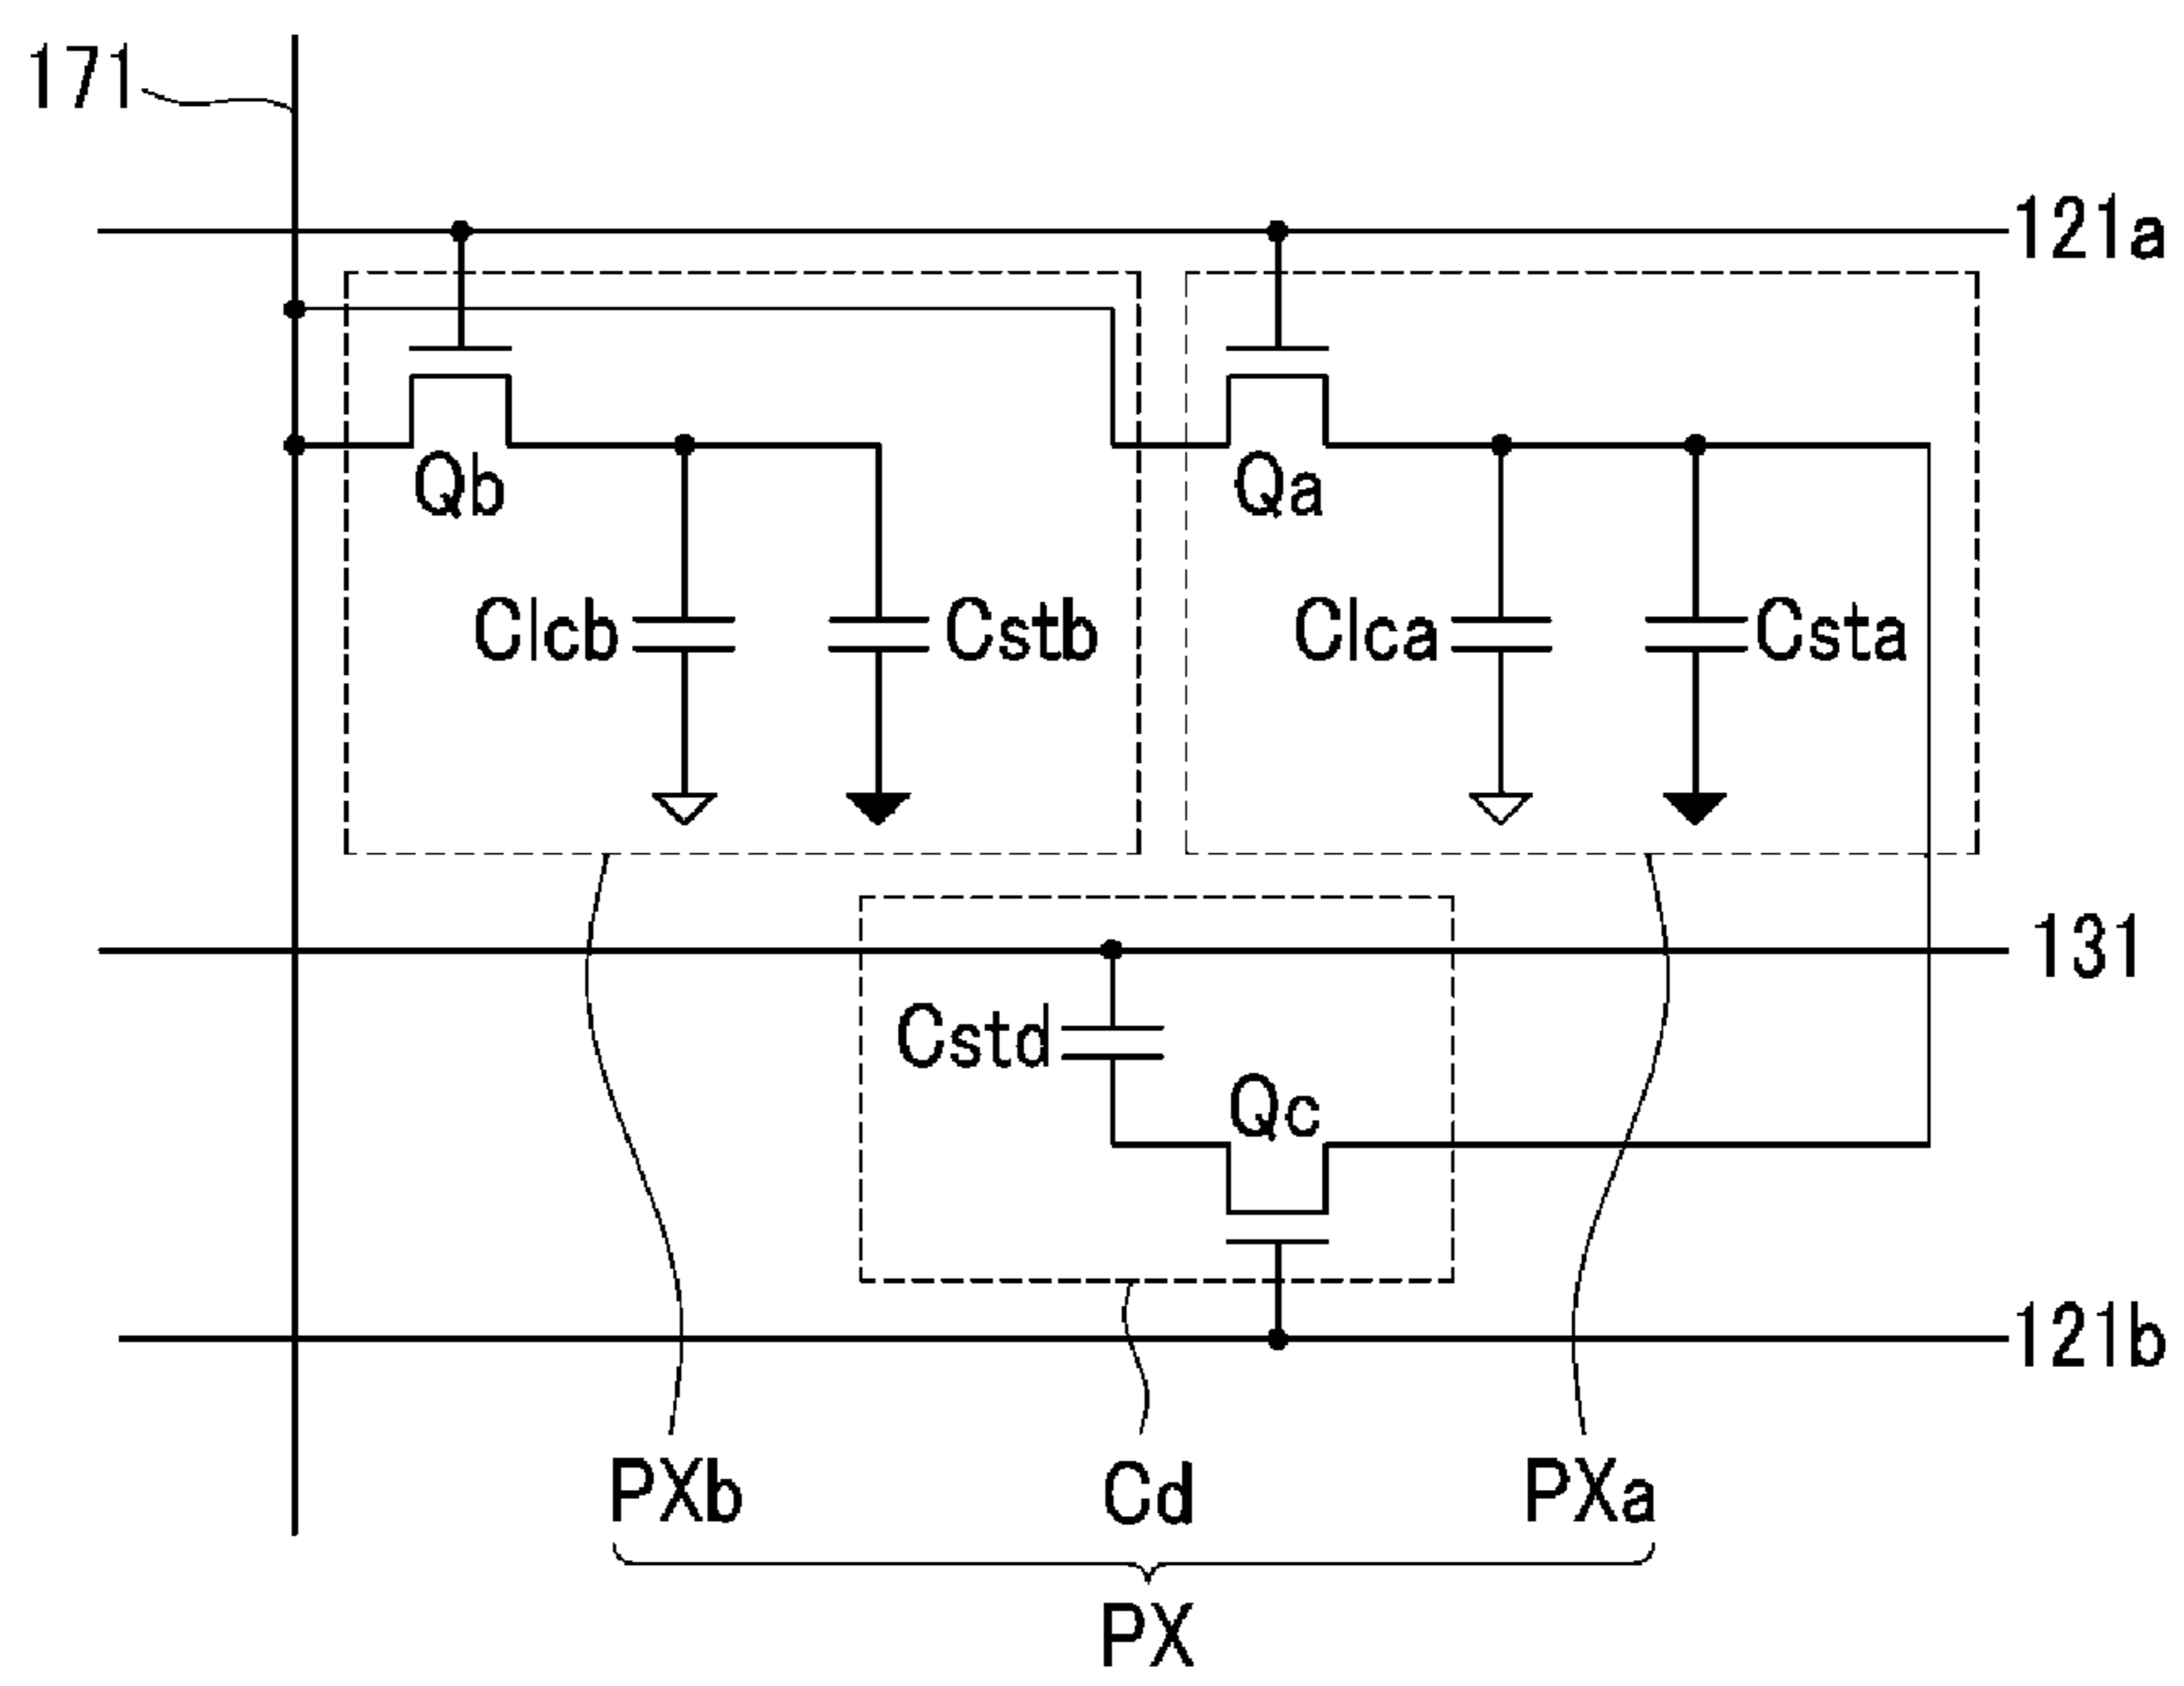 171
121a
Qb
Qa
Clcb
Cstb
Clca
Csta
131
Cstd
Qc
121b
PXb
Cd
PXa
PX